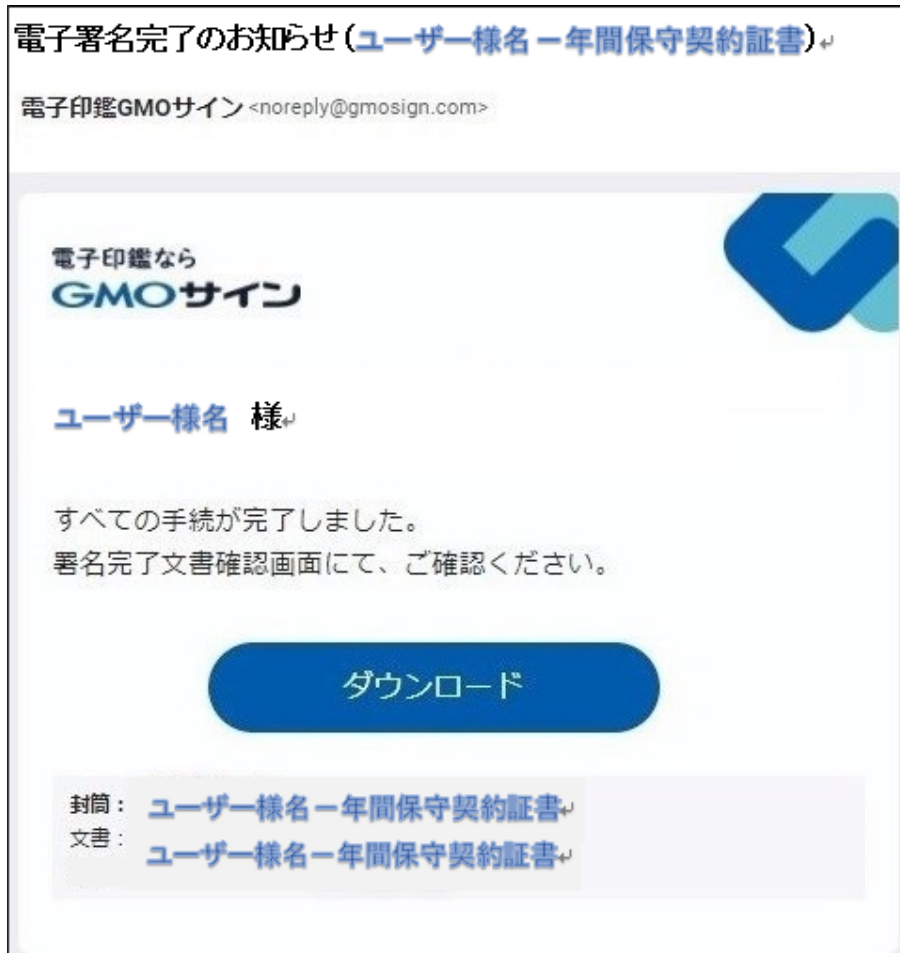 電子署名完了のお知らせ(ユーザー様名－年間保守契約証書)↵
電子印鑑GMOサイン <noreply@gmosign.com>
電子印鑑なら
GMOサイン
ユーザー様名 様↵
すべての手続が完了しました。
署名完了文書確認画面にて、ご確認ください。
ダウンロード
封筒： ユーザー様名－年間保守契約証書↵
文書： ユーザー様名－年間保守契約証書↵